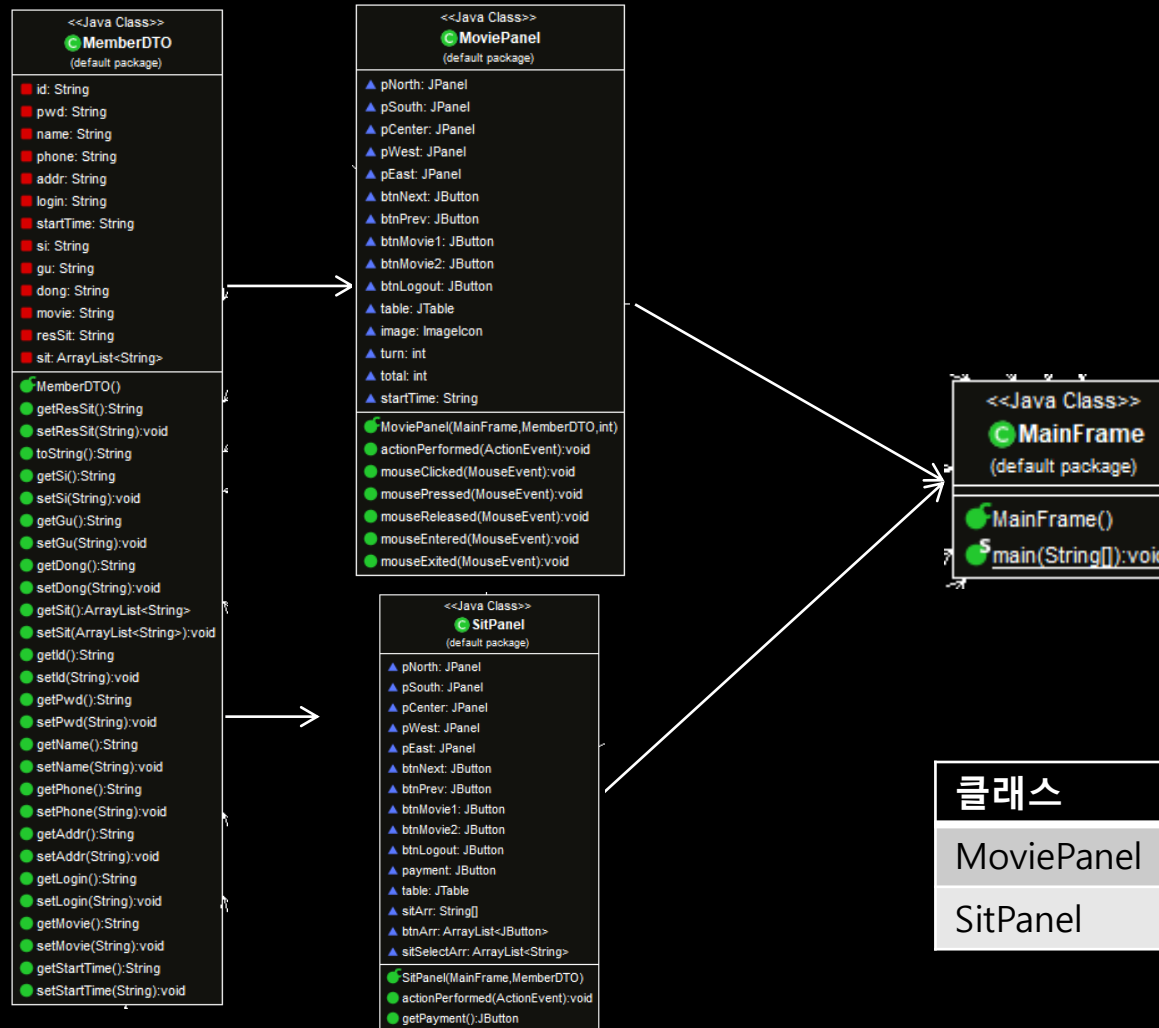 <<Java Class>>
MemberDTO
(default package)
id: String
pwd: String
name: String
phone: String
addr: String
login: String
startTime: String
si: String
gu: String
dong: String
movie: String
resSit: String
sit: ArrayList<String>
MemberDTO()
getResSit():String
setResSit(String):void
toString():String
getSi():String
setSi(String):void
getGu():String
setGu(String):void
getDong():String
setDong(String):void
getSit():ArrayList<String>
setSit(ArrayList<String>):void
getId():String
setId(String):void
getPwd():String
setPwd(String):void
getName():String
setName(String):void
getPhone():String
setPhone(String):void
getAddr():String
setAddr(String):void
getLogin():String
setLogin(String):void
getMovie():String
setMovie(String):void
getStartTime():String
setStartTime(String):void
<<Java Class>>
MoviePanel
(default package)
pNorth: JPanel
pSouth: JPanel
pCenter: JPanel
pWest: JPanel
pEast: JPanel
btnNext: JButton
btnPrev: JButton
btnMovie1: JButton
btnMovie2: JButton
btnLogout: JButton
table: JTable
image: ImageIcon
turn: int
total: int
startTime: String
MoviePanel(MainFrame,MemberDTO,int)
actionPerformed(ActionEvent):void
mouseClicked(MouseEvent):void
mousePressed(MouseEvent):void
mouseReleased(MouseEvent):void
mouseEntered(MouseEvent):void
mouseExited(MouseEvent):void
<<Java Class>>
SitPanel
(default package)
pNorth: JPanel
pSouth: JPanel
pCenter: JPanel
pWest: JPanel
pEast: JPanel
btnNext: JButton
btnPrev: JButton
btnMovie1: JButton
btnMovie2: JButton
btnLogout: JButton
payment: JButton
table: JTable
sitArr: String[]
btnArr: ArrayList<JButton>
sitSelectArr: ArrayList<String>
SitPanel(MainFrame,MemberDTO)
actionPerformed(ActionEvent):void
getPayment():JButton
<<Java Class>>
MainFrame
(default package)
MainFrame()
main(String[]):void
클래스
MoviePanel
SitPanel